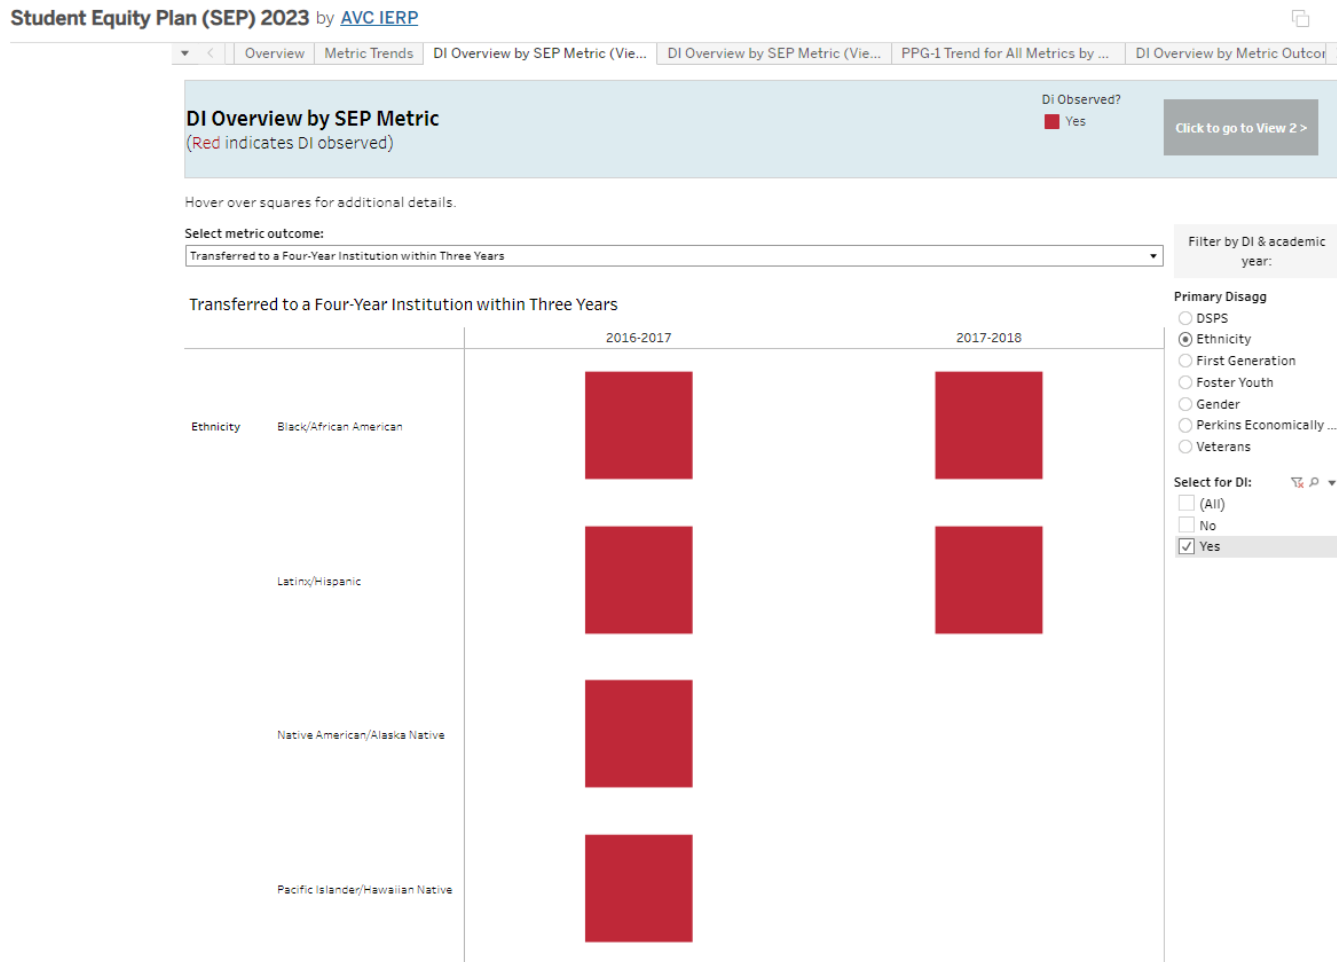 Student Equity Plan (SEP) 2023 by AVC IERP
Overview
Metric Trends
DI Overview by SEP Metric (Vie...
DI Overview by SEP Metric (Vie...
PPG-1 Trend for All Metrics by ...
DI Overview by Metric Outcor
DI Overview by SEP Metric
(Red indicates DI observed)
Di Observed?
Yes
Click to go to View 2 >
Hover over squares for additional details.
Select metric outcome:
Transferred to a Four-Year Institution within Three Years
Filter by DI & academic
year:
Transferred to a Four-Year Institution within Three Years
2016-2017
2017-2018
Ethnicity
Black/African American
Latinx/Hispanic
Native American/Alaska Native
Pacific Islander/Hawaiian Native
Primary Disagg
DSPS
Ethnicity
First Generation
Foster Youth
Gender
Perkins Economically ...
Veterans
Select for DI:
(All)
No
Yes